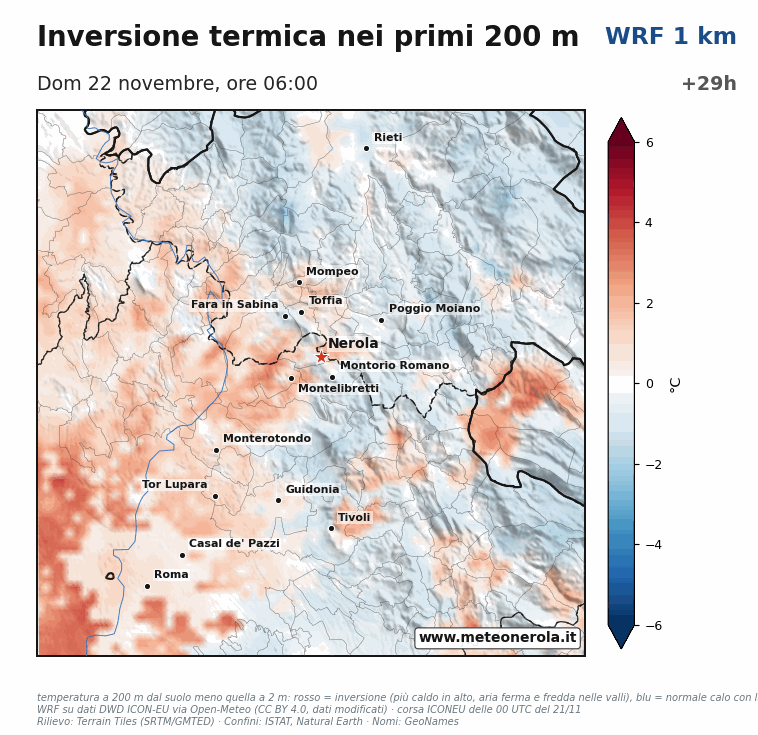 Inversione termica nei primi 200 m WRF 1 km
Dom 22 novembre, ore 06:00 +29h
Rieti
Mompeo
Fara in Sabina Toffia
Poggio Moiano
Nerola
Montorio Romano
Montelibretti
Monterotondo
Tor Lupara
Guidonia
Tivoli
Casal de' Pazzi
Roma
www.meteonerola.it
6
4
2
0
−2
−4
−6
°C
temperatura a 200 m dal suolo meno quella a 2 m: rosso = inversione (più caldo in alto, aria ferma e fredda nelle valli), blu = normale calo con l
WRF su dati DWD ICON-EU via Open-Meteo (CC BY 4.0, dati modificati) · corsa ICONEU delle 00 UTC del 21/11
Rilievo: Terrain Tiles (SRTM/GMTED) · Confini: ISTAT, Natural Earth · Nomi: GeoNames